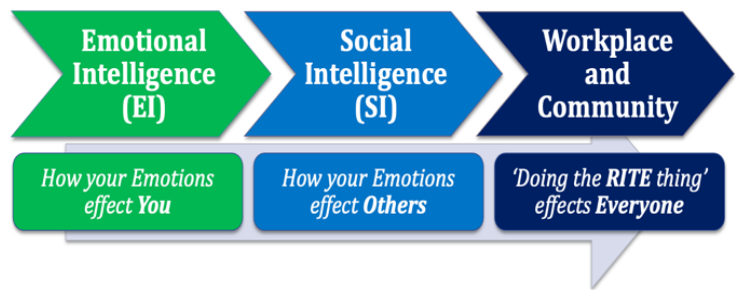 Emotional
Intelligence
(EI)
Social
Intelligence
(SI)
Workplace
and
Community
How your Emotions
effect You
How your Emotions
effect Others
‘Doing the RITE thing’
effects Everyone